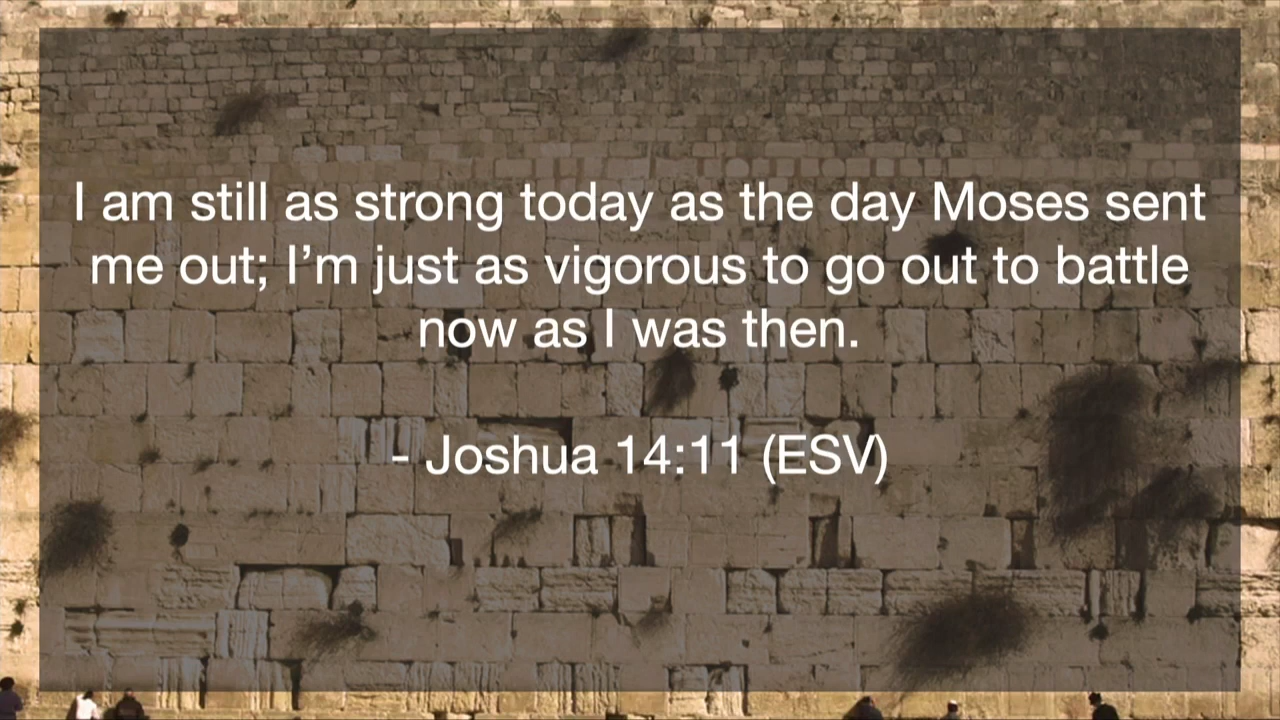 I am still as strong today as the day Moses sent
me out; I’m just as vigorous to go out to battle
now as I was then.
- Joshua 14:11 (ESV)